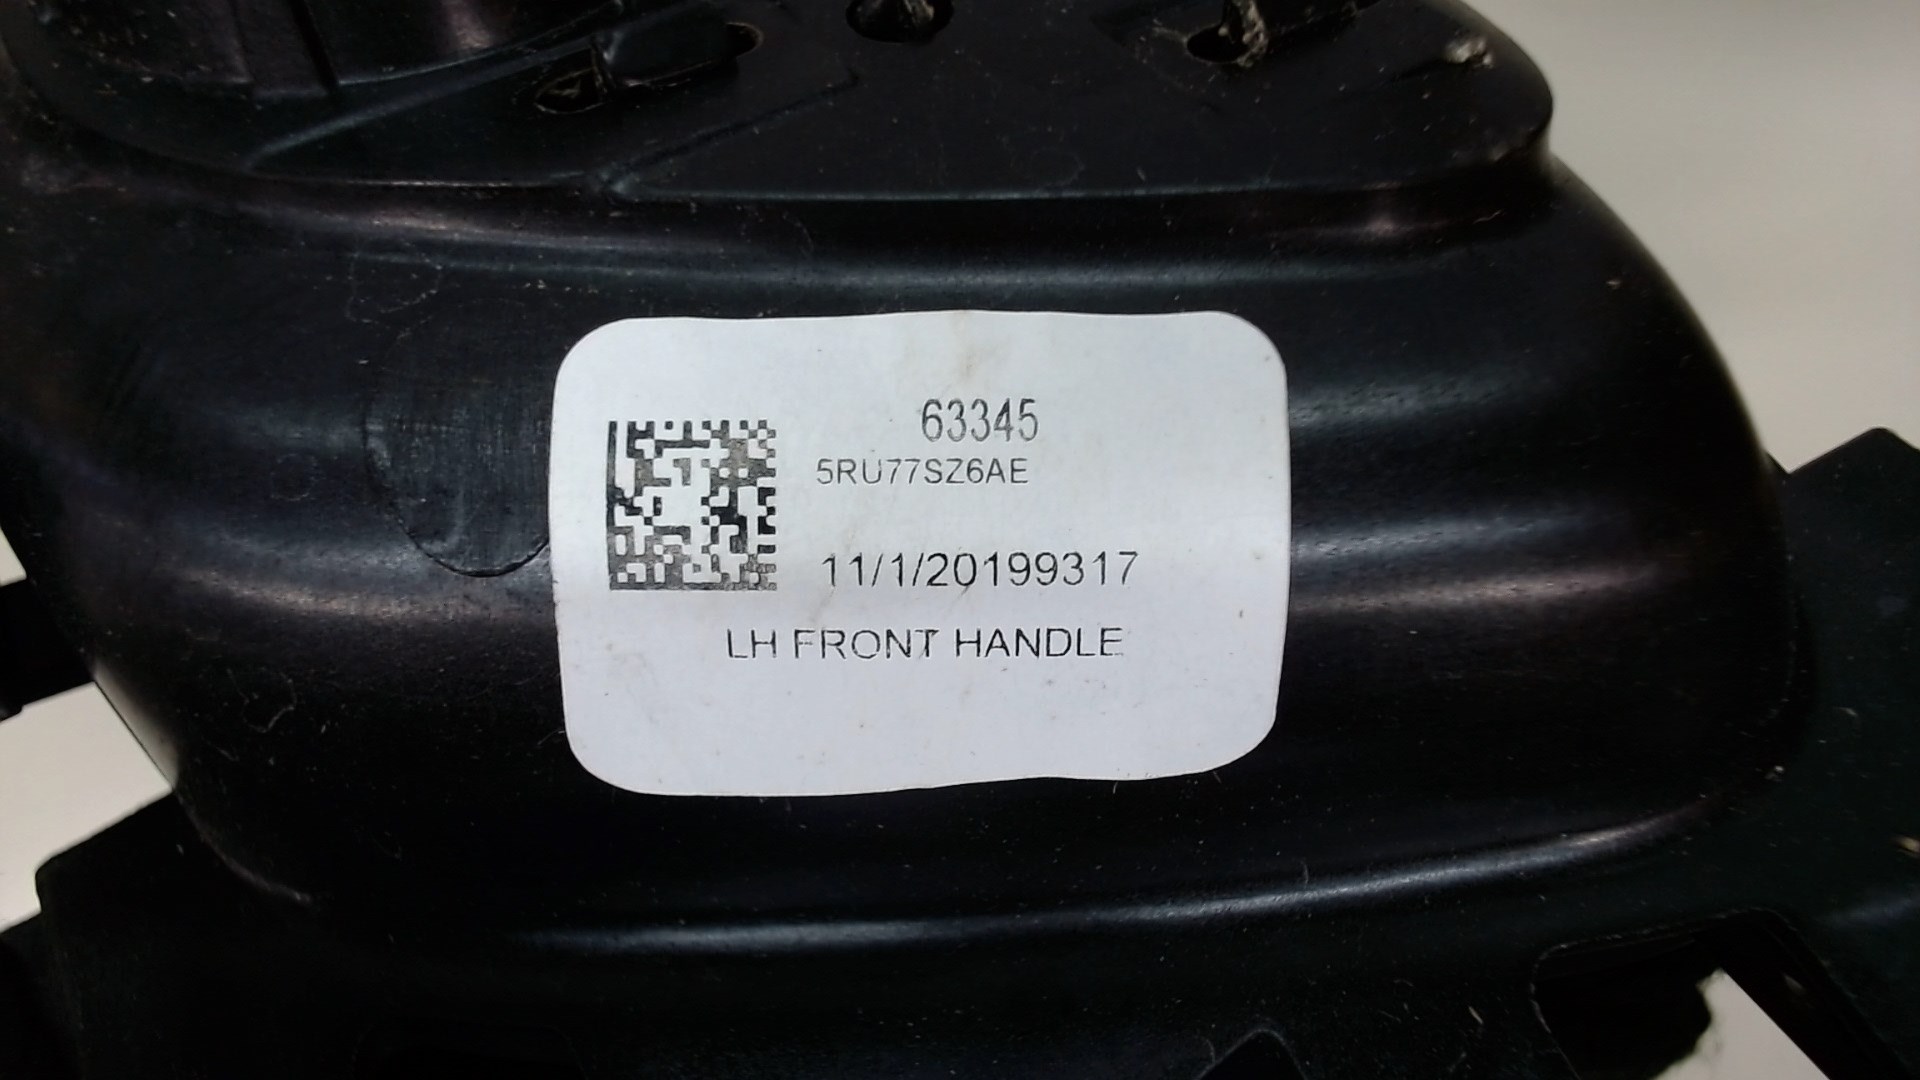 63345
5RU77SZ6AE
11/1/20199317
LH FRONT HANDLE